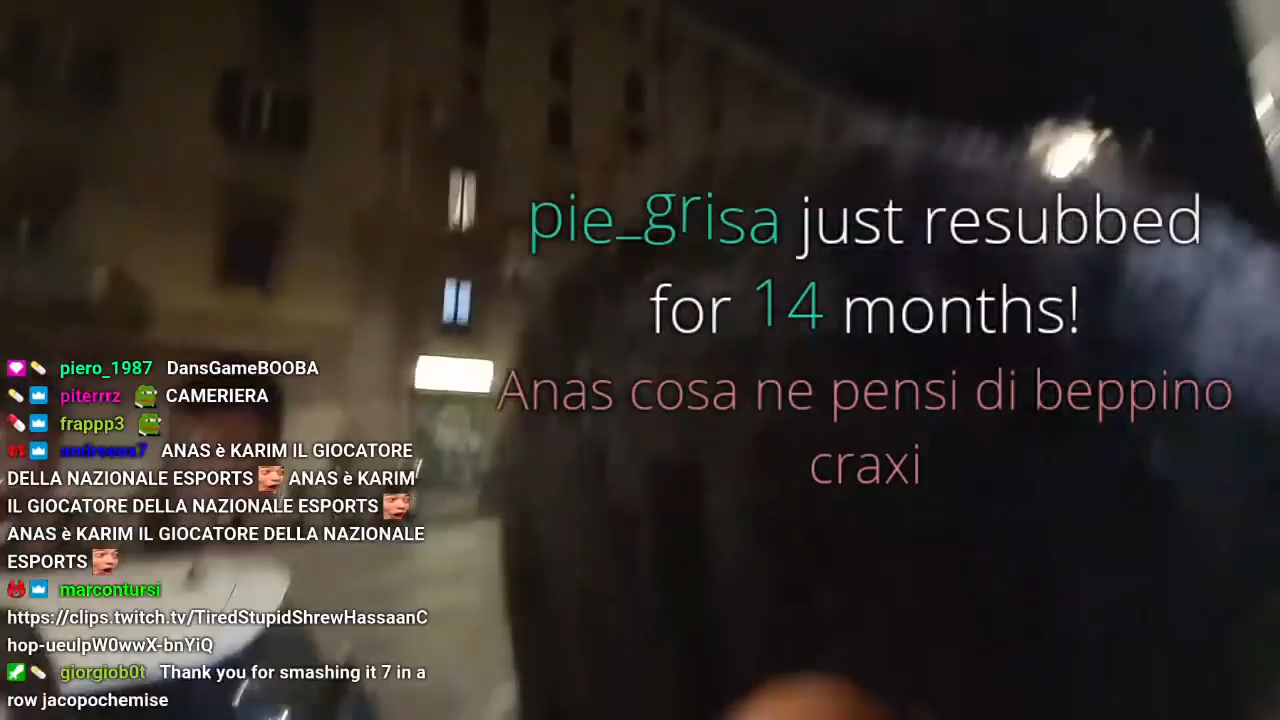 pie_grisa just resubbed
for 14 months!
Anas cosa ne pensi di beppino
craxi
piero_1987 DansGameBOOBA
piterrrz CAMERIERA
frappp3
andreeox7 ANAS è KARIM IL GIOCATORE
DELLA NAZIONALE ESPORTS ANAS è KARIM
IL GIOCATORE DELLA NAZIONALE ESPORTS
ANAS è KARIM IL GIOCATORE DELLA NAZIONALE
ESPORTS
marcontursi
https://clips.twitch.tv/TiredStupidShrewHassaanC
hop-ueulpW0wwX-bnYiQ
giorgiob0t Thank you for smashing it 7 in a
row jacopochemise